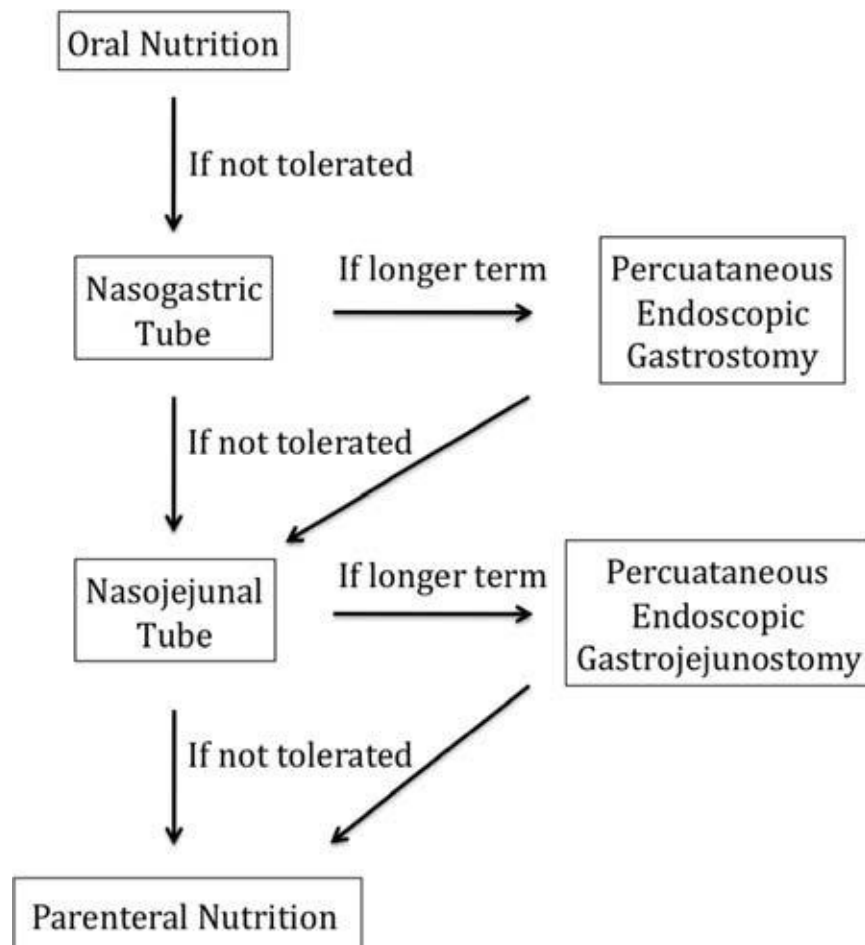 Oral Nutrition
If not tolerated
Nasogastric
Tube
If longer term
Percuataneous
Endoscopic
Gastrostomy
If not tolerated
Nasojejunal
Tube
If longer term
Percuataneous
Endoscopic
Gastrojejunostomy
If not tolerated
Parenteral Nutrition